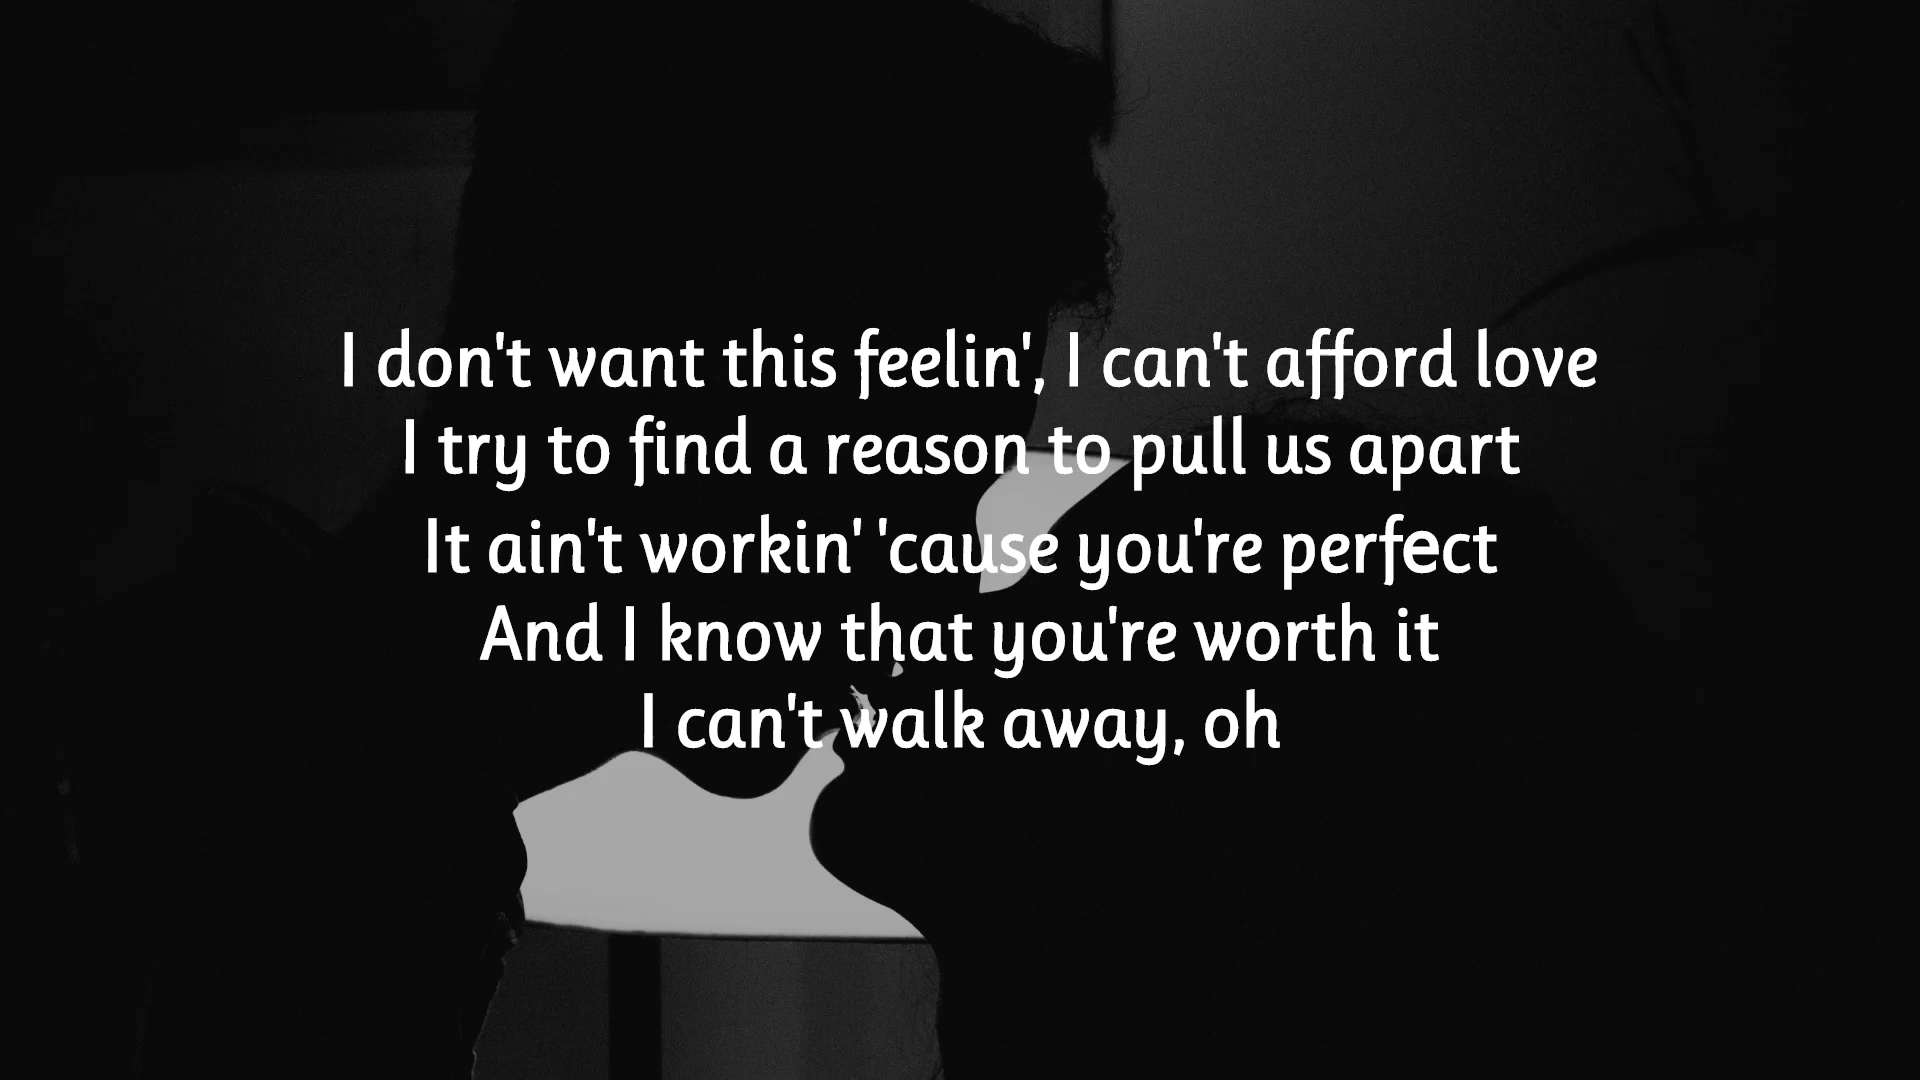 I don't want this feelin', I can't afford love
I try to find a reason to pull us apart
It ain't workin' 'cause you're perfect
And I know that you're worth it
I can't walk away, oh